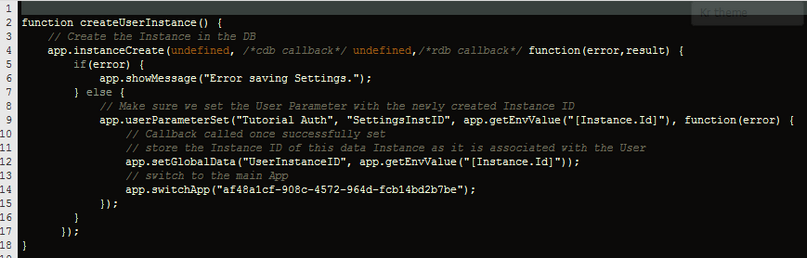 Kr theme
1
2 function createUserInstance() {
3 // Create the Instance in the DB
4 app.instanceCreate(undefined, /*cdb callback*/ undefined,/*rdb callback*/ function(error,result) {
5 if(error) {
6 app.showMessage("Error saving Settings.");
7 } else {
8 // Make sure we set the User Parameter with the newly created Instance ID
9 app.userParameterSet("Tutorial Auth", "SettingsInstID", app.getEnvValue("[Instance.Id]"), function(error) {
10 // Callback called once successfully set
11 // store the Instance ID of this data Instance as it is associated with the User
12 app.setGlobalData("UserInstanceID", app.getEnvValue("[Instance.Id]"));
13 // switch to the main App
14 app.switchApp("af48a1cf-908c-4572-964d-fcb14bd2b7be");
15 });
16 }
17 });
18 }